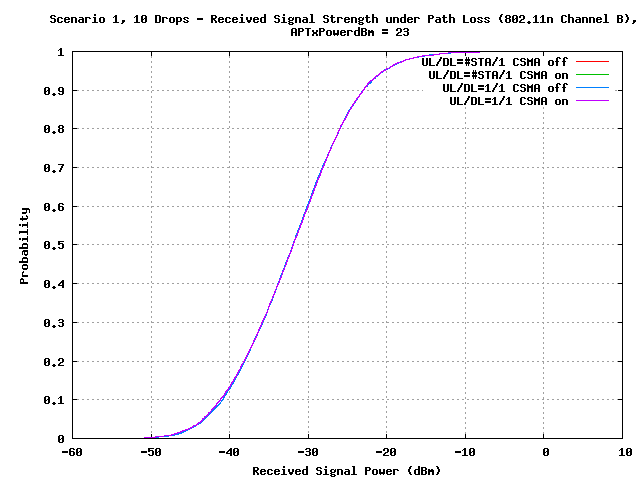 Scenario 1, 10 Drops - Received Signal Strength under Path Loss (802.11n Channel B),
APTxPowerdBm = 23
UL/DL=#STA/1 CSMA off
UL/DL=#STA/1 CSMA on
UL/DL=1/1 CSMA off
UL/DL=1/1 CSMA on
1
0.9
0.8
0.7
0.6
0.5
0.4
0.3
0.2
0.1
0
Probability
-60 -50 -40 -30 -20 -10 0 10
Received Signal Power (dBm)